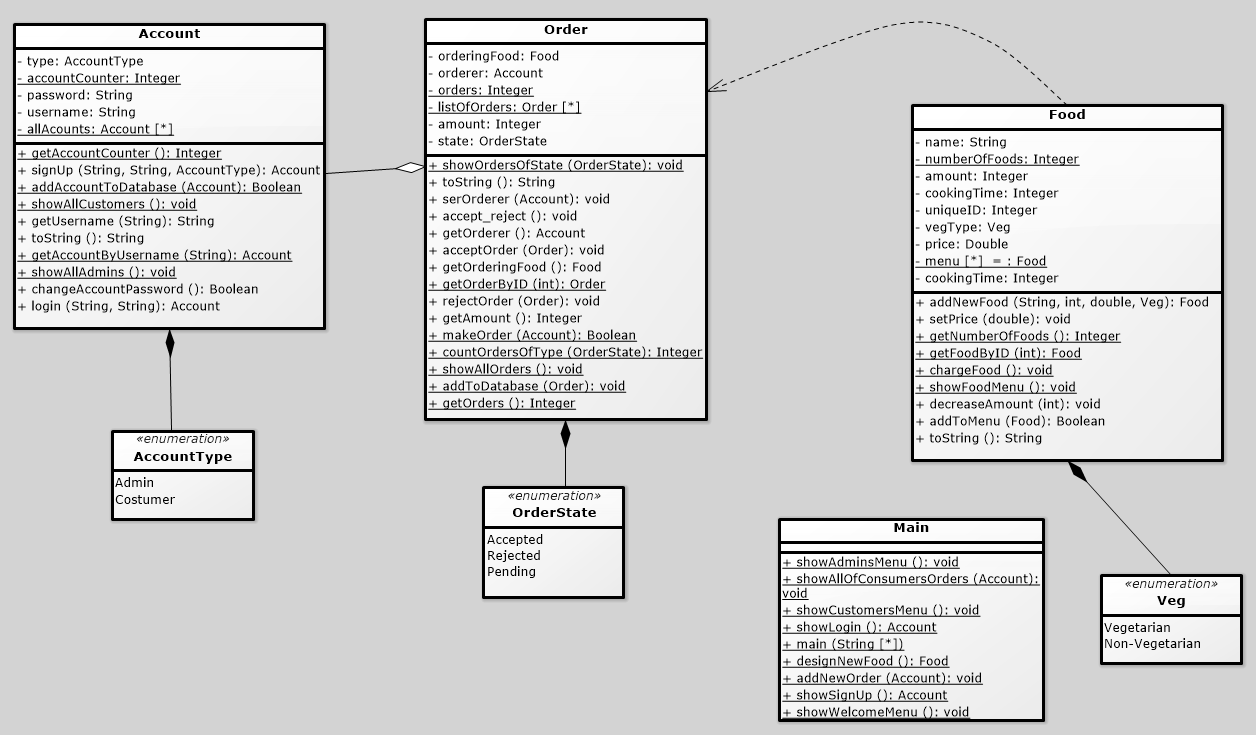 Account
- type: AccountType
- accountCounter: Integer
- password: String
- username: String
- allAcounts: Account [*]
+ getAccountCounter (): Integer
+ signUp (String, String, AccountType): Account
+ addAccountToDatabase (Account): Boolean
+ showAllCustomers (): void
+ getUsername (String): String
+ toString (): String
+ getAccountByUsername (String): Account
+ showAllAdmins (): void
+ changeAccountPassword (): Boolean
+ login (String, String): Account
Order
- orderingFood: Food
- orderer: Account
- orders: Integer
- listOfOrders: Order [*]
- amount: Integer
- state: OrderState
+ showOrdersOfState (OrderState): void
+ toString (): String
+ serOrderer (Account): void
+ accept_reject (): void
+ getOrderer (): Account
+ acceptOrder (Order): void
+ getOrderingFood (): Food
+ getOrderByID (int): Order
+ rejectOrder (Order): void
+ getAmount (): Integer
+ makeOrder (Account): Boolean
+ countOrdersOfType (OrderState): Integer
+ showAllOrders (): void
+ addToDatabase (Order): void
+ getOrders (): Integer
Food
- name: String
- numberOfFoods: Integer
- amount: Integer
- cookingTime: Integer
- uniqueID: Integer
- vegType: Veg
- price: Double
- menu [*]  = : Food
- cookingTime: Integer
+ addNewFood (String, int, double, Veg): Food
+ setPrice (double): void
+ getNumberOfFoods (): Integer
+ getFoodByID (int): Food
+ chargeFood (): void
+ showFoodMenu (): void
+ decreaseAmount (int): void
+ addToMenu (Food): Boolean
+ toString (): String
«enumeration»
AccountType
Admin
Costumer
«enumeration»
OrderState
Accepted
Rejected
Pending
Main
+ showAdminsMenu (): void
+ showAllOfConsumersOrders (Account):
void
+ showCustomersMenu (): void
+ showLogin (): Account
+ main (String [*])
+ designNewFood (): Food
+ addNewOrder (Account): void
+ showSignUp (): Account
+ showWelcomeMenu (): void
«enumeration»
Veg
Vegetarian
Non-Vegetarian